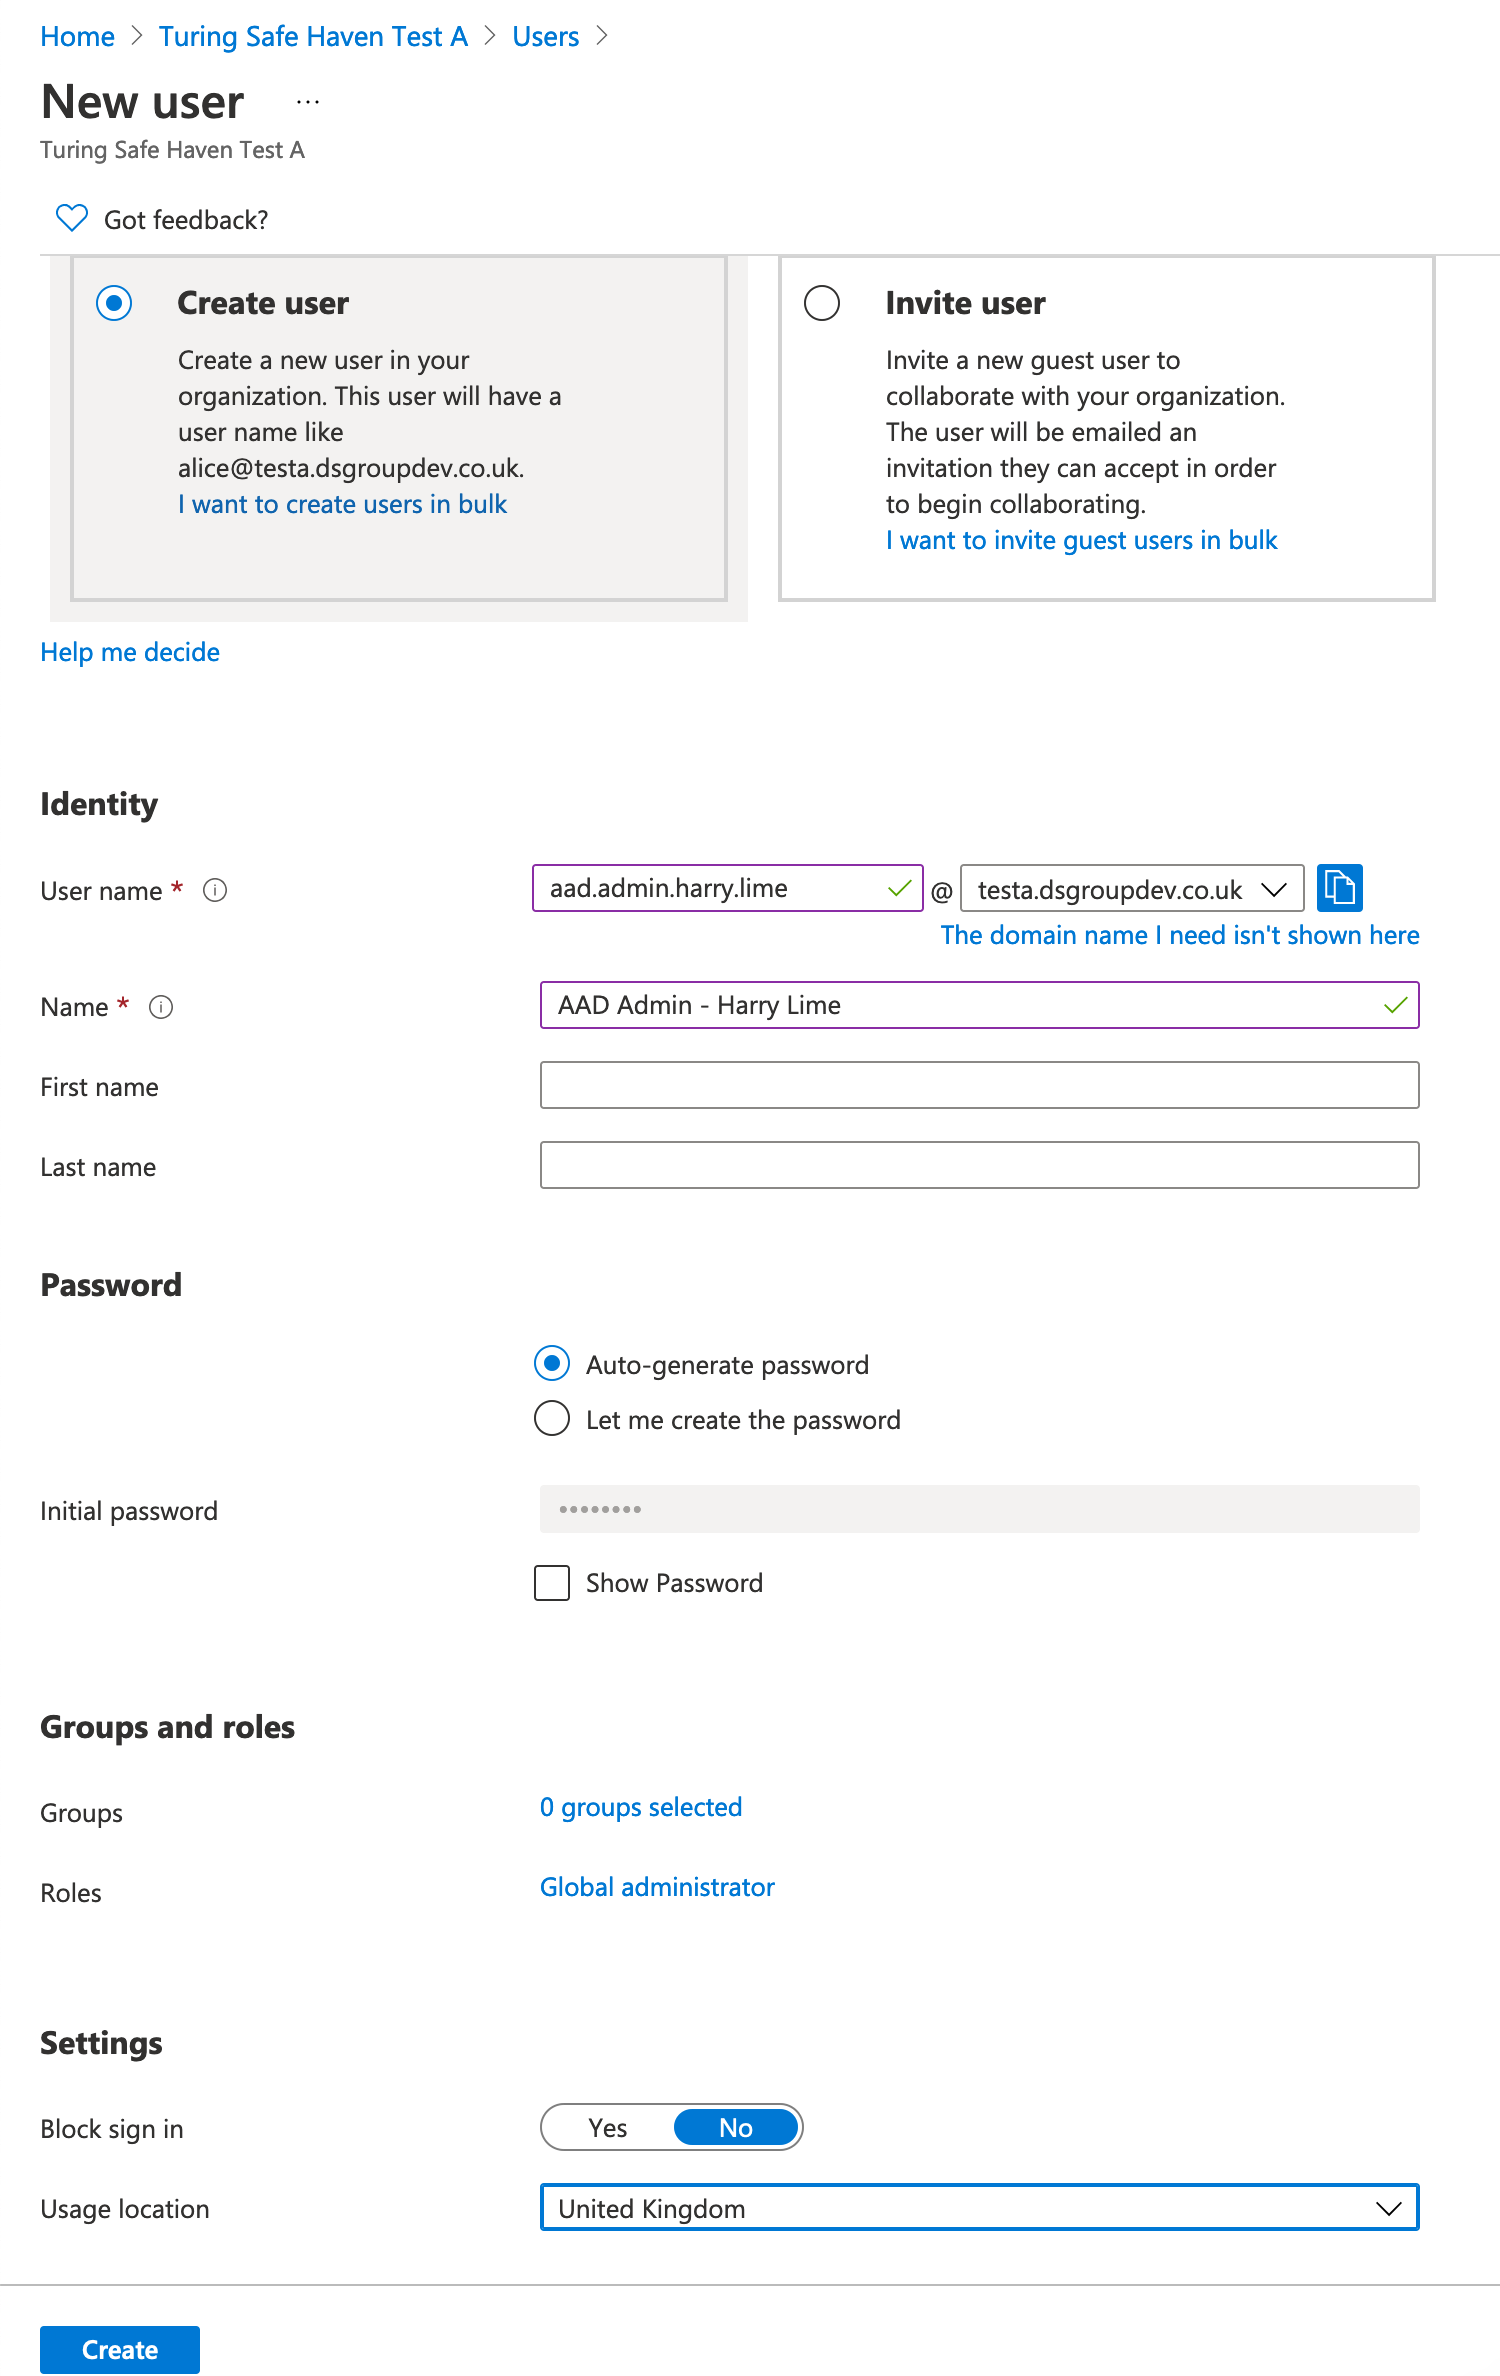 Home > Turing Safe Haven Test A > Users >
New user ...
Turing Safe Haven Test A
Got feedback?
Create user
Create a new user in your
organization. This user will have a
user name like
alice@testa.dsgroupdev.co.uk.
I want to create users in bulk
Invite user
Invite a new guest user to
collaborate with your organization.
The user will be emailed an
invitation they can accept in order
to begin collaborating.
I want to invite guest users in bulk
Help me decide
Identity
User name * aad.admin.harry.lime @ testa.dsgroupdev.co.uk
The domain name I need isn't shown here
Name * AAD Admin - Harry Lime
First name
Last name
Password
Auto-generate password
Let me create the password
Initial password ••••••••
Show Password
Groups and roles
Groups 0 groups selected
Roles Global administrator
Settings
Block sign in Yes No
Usage location United Kingdom
Create